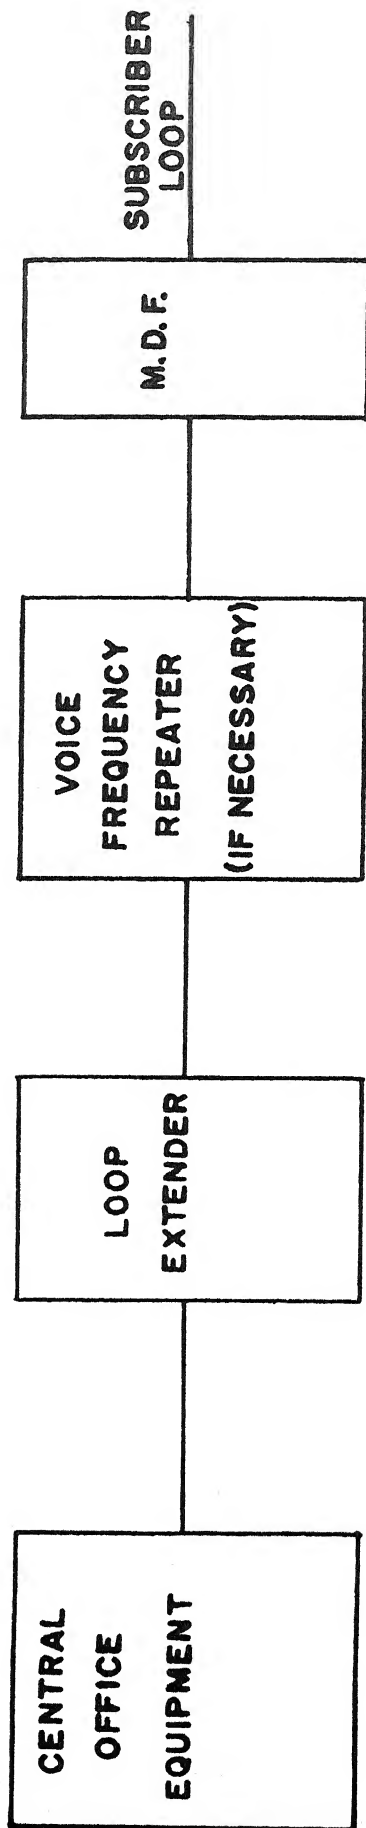 CENTRAL
OFFICE
EQUIPMENT
LOOP
EXTENDER
VOICE
FREQUENCY
REPEATER
(IF NECESSARY)
M.D.F.
SUBSCRIBER
LOOP